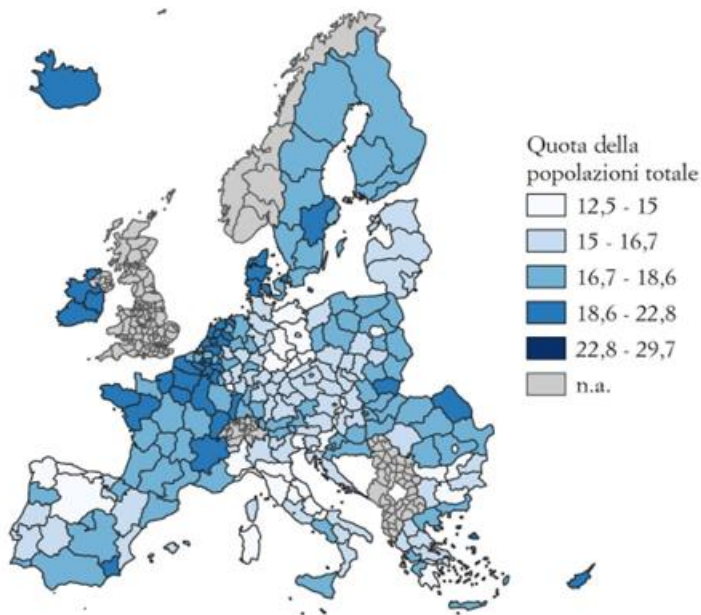 Quota della
popolazioni totale
12,5 - 15
15 - 16,7
16,7 - 18,6
18,6 - 22,8
22,8 - 29,7
n.a.